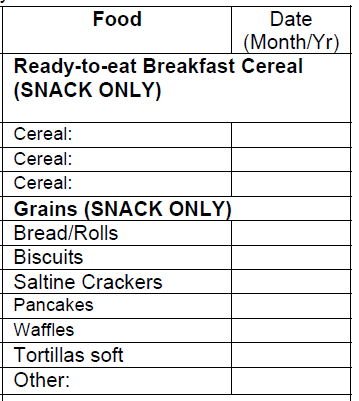 Food Date
(Month/Yr)
Ready-to-eat Breakfast Cereal
(SNACK ONLY)
Cereal:
Cereal:
Cereal:
Grains (SNACK ONLY)
Bread/Rolls
Biscuits
Saltine Crackers
Pancakes
Waffles
Tortillas soft
Other: